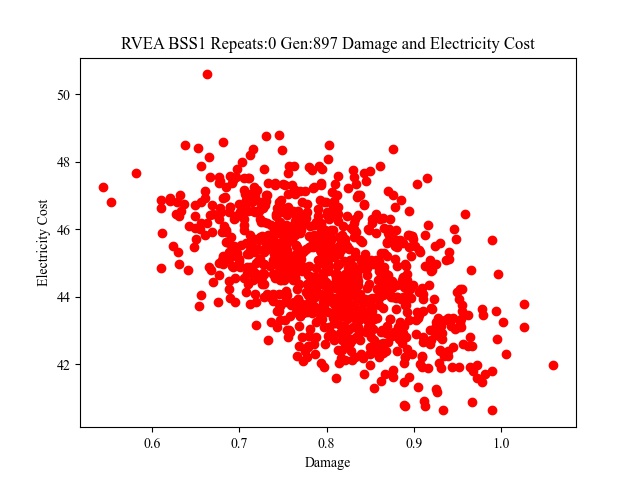 RVEA BSS1 Repeats:0 Gen:897 Damage and Electricity Cost
50
48
46
44
42
Electricity Cost
0.6 0.7 0.8 0.9 1.0
Damage